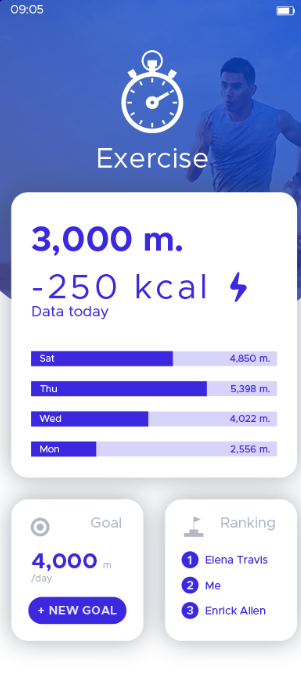 09:05
Exercise
3,000 m.
-250 kcal
Data today
Sat 4,850 m.
Thu 5,398 m.
Wed 4,022 m.
Mon 2,556 m.
Goal
4,000 m
/day
+ NEW GOAL
Ranking
1 Elena Travis
2 Me
3 Enrick Allen